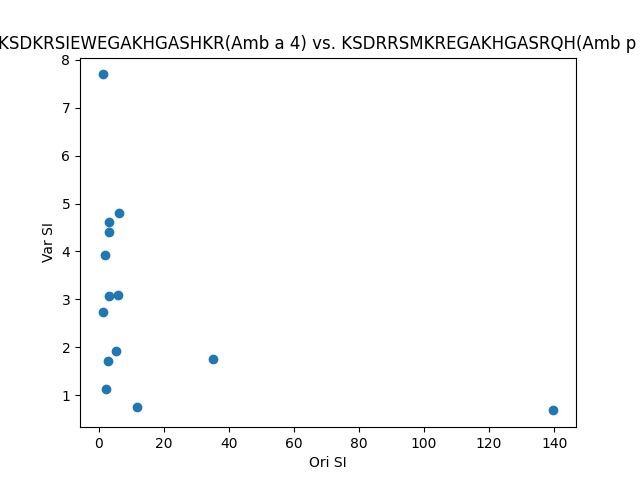 KSDKRSIEWEGAKHGASHKR(Amb a 4) vs. KSDRRSMKREGAKHGASRQH(Amb p
8
7
6
5
4
3
2
1
Var SI
0 20 40 60 80 100 120 140
Ori SI